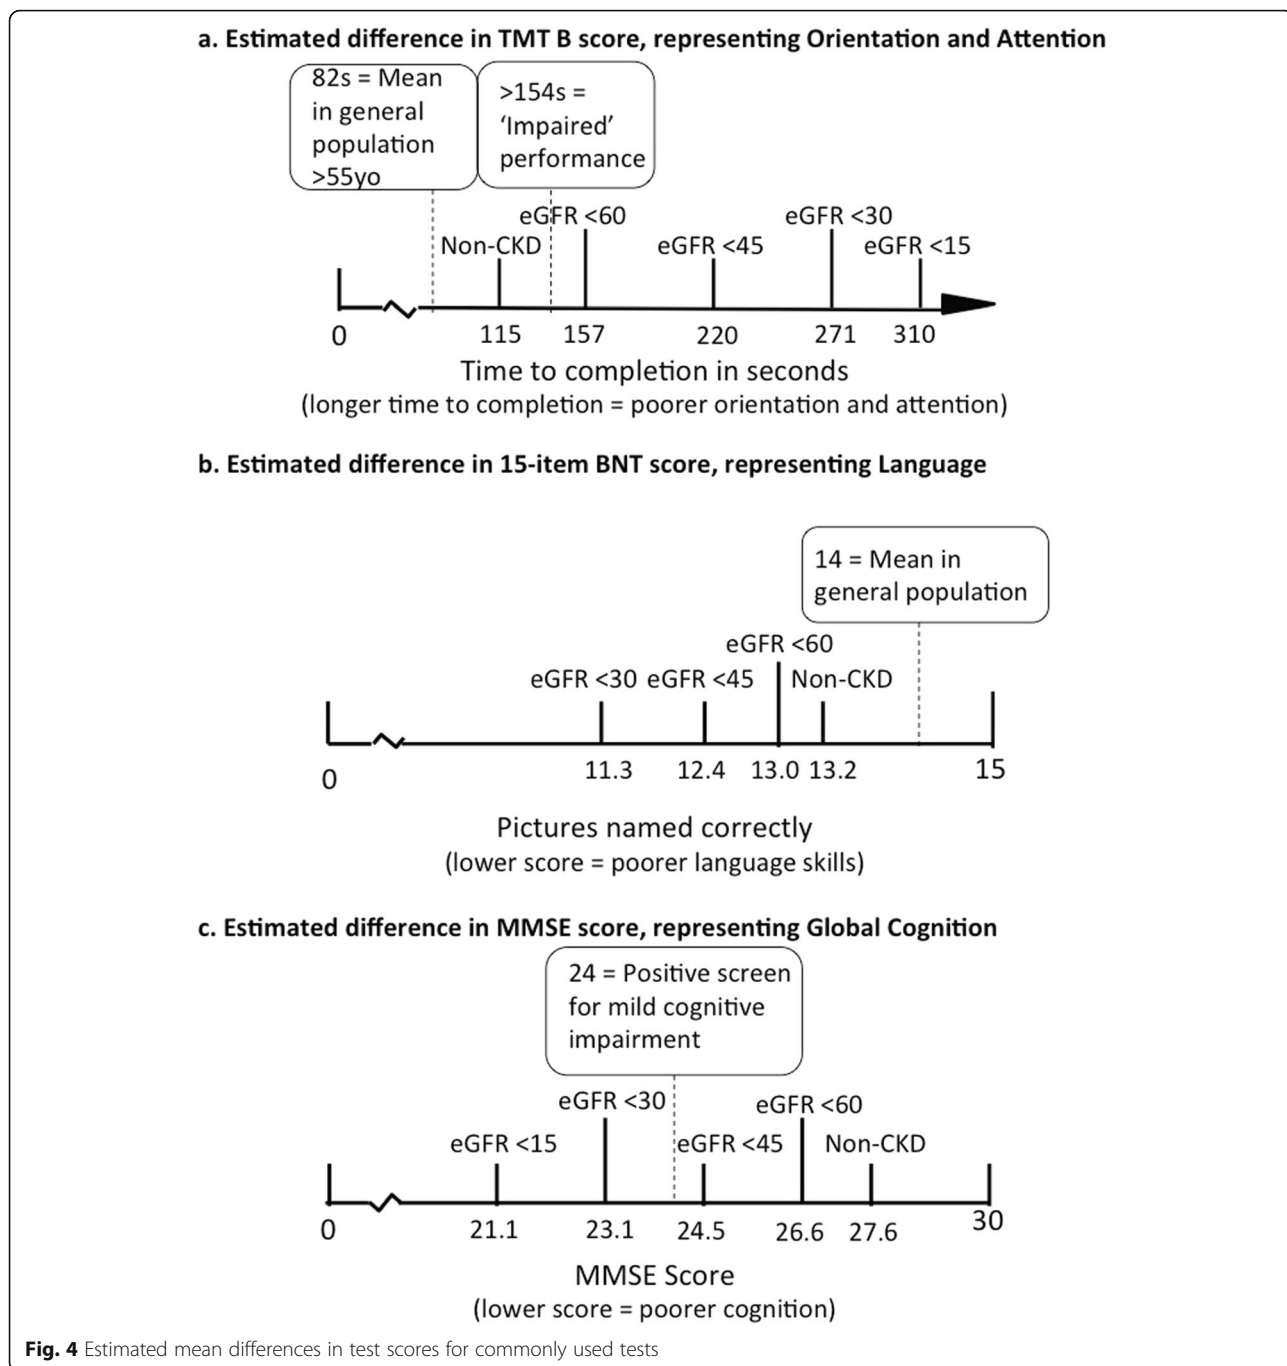 a. Estimated difference in TMT B score, representing Orientation and Attention
82s = Mean
in general
population
>55yo
>154s =
‘Impaired’
performance
eGFR <60
eGFR <30
Non-CKD
eGFR <45
eGFR <15
0
115
157
220
271
310
Time to completion in seconds
(longer time to completion = poorer orientation and attention)
b. Estimated difference in 15-item BNT score, representing Language
14 = Mean in
general population
eGFR <60
eGFR <30
eGFR <45
Non-CKD
0
11.3
12.4
13.0
13.2
15
Pictures named correctly
(lower score = poorer language skills)
c. Estimated difference in MMSE score, representing Global Cognition
24 = Positive screen
for mild cognitive
impairment
eGFR <30
eGFR <60
eGFR <15
eGFR <45
Non-CKD
0
21.1
23.1
24.5
26.6
27.6
30
MMSE Score
(lower score = poorer cognition)
Fig. 4 Estimated mean differences in test scores for commonly used tests